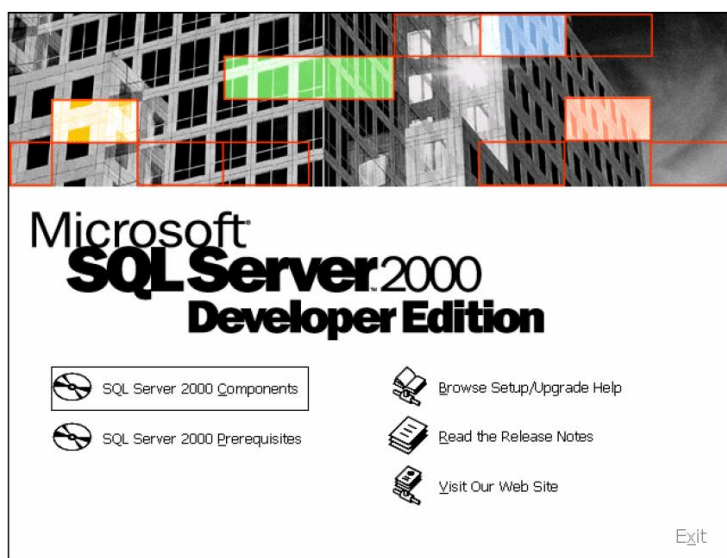 Microsoft®
SQL Server™ 2000
Developer Edition
SQL Server 2000 Components
SQL Server 2000 Prerequisites
Browse Setup/Upgrade Help
Read the Release Notes
Visit Our Web Site
Exit